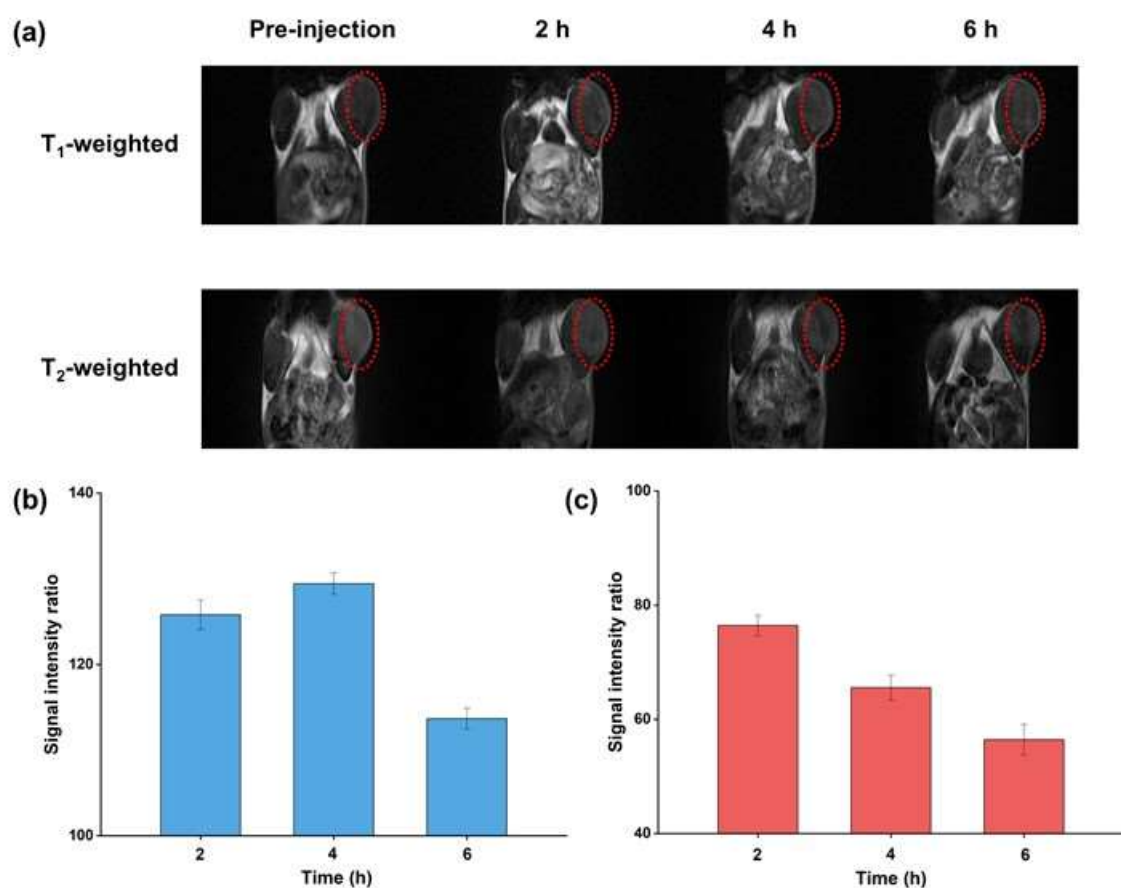 (a)
Pre-injection 2 h 4 h 6 h
T₁-weighted
T₂-weighted
(b)
140
120
100
Signal intensity ratio
2 4 6
Time (h)
(c)
100
80
60
40
Signal intensity ratio
2 4 6
Time (h)